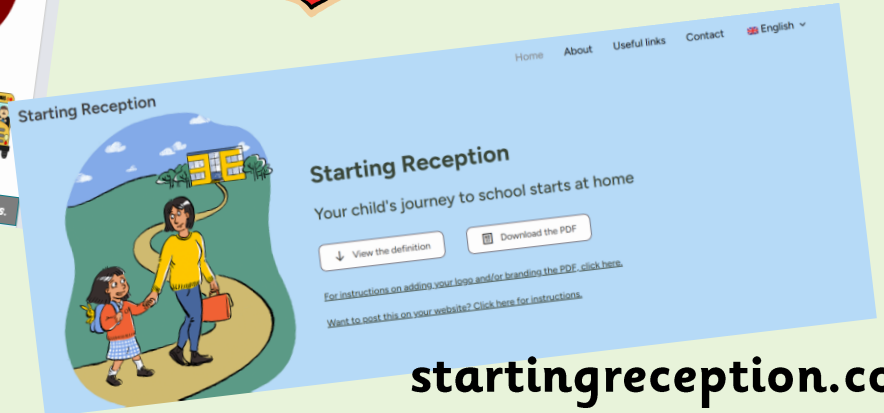 Home About Useful links Contact English
Starting Reception
Starting Reception
Your child's journey to school starts at home
View the definition Download the PDF
For instructions on adding your logo and/or branding the PDF, click here.
Want to post this on your website? Click here for instructions.
startingreception.co